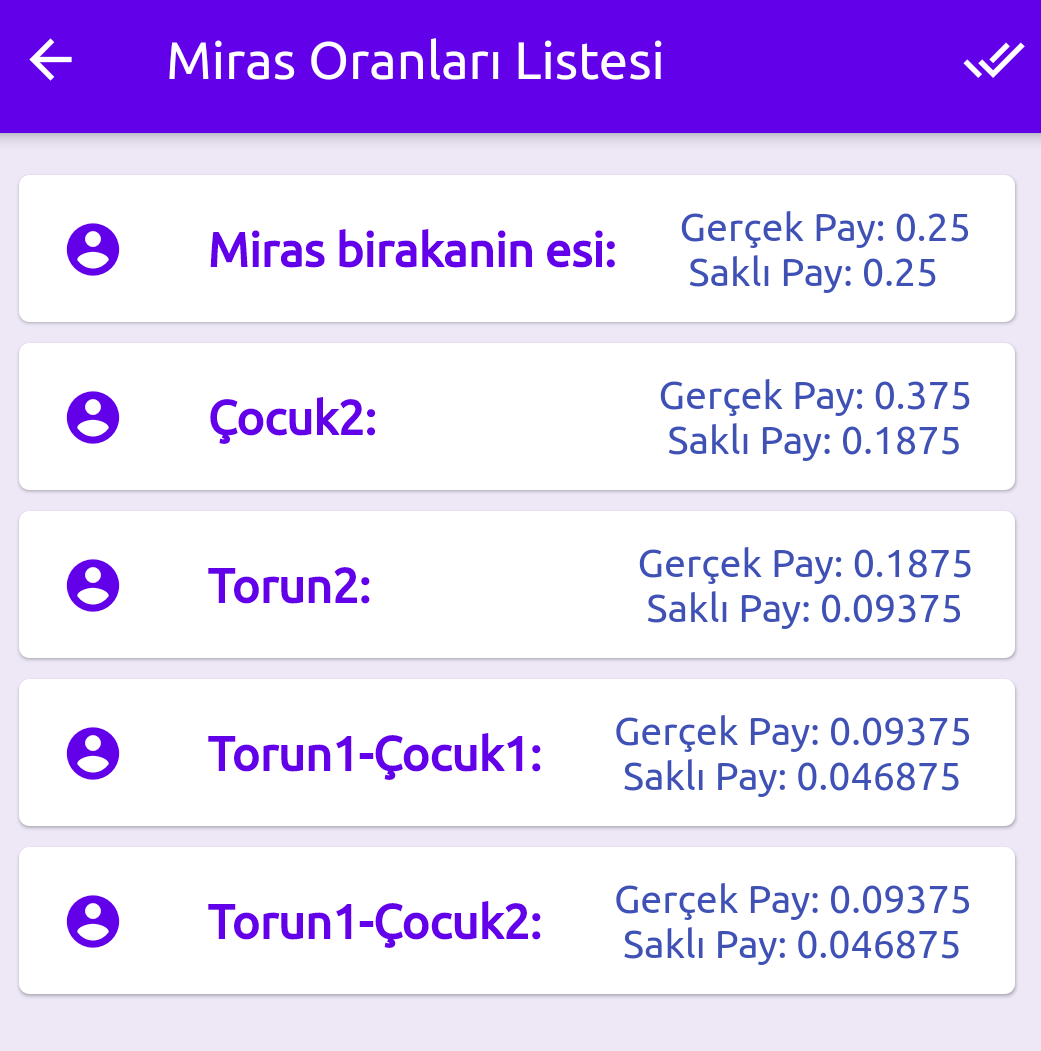 Miras Oranları Listesi
Miras birakanin esi:
Gerçek Pay: 0.25
Saklı Pay: 0.25
Çocuk2:
Gerçek Pay: 0.375
Saklı Pay: 0.1875
Torun2:
Gerçek Pay: 0.1875
Saklı Pay: 0.09375
Torun1-Çocuk1:
Gerçek Pay: 0.09375
Saklı Pay: 0.046875
Torun1-Çocuk2:
Gerçek Pay: 0.09375
Saklı Pay: 0.046875